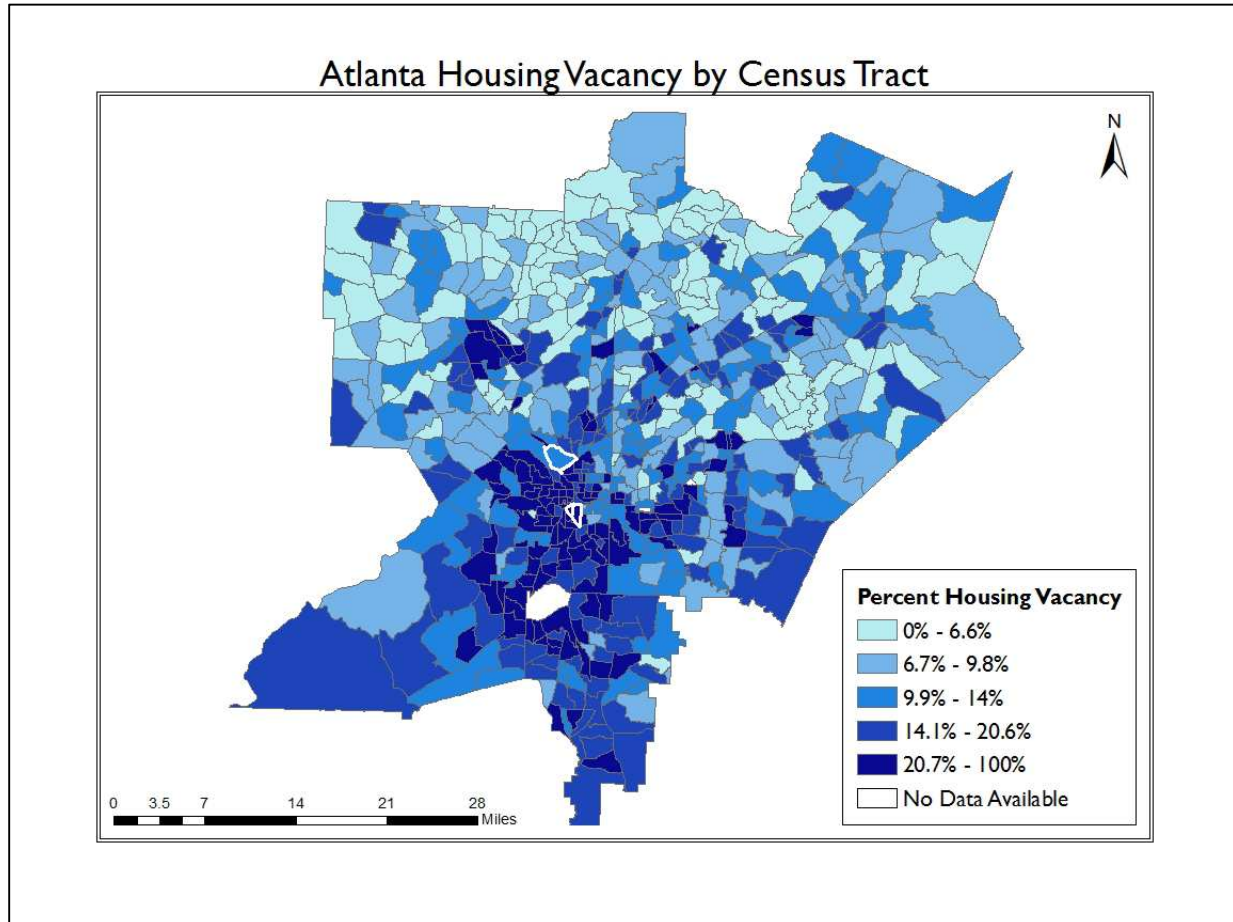 Atlanta Housing Vacancy by Census Tract
N
Percent Housing Vacancy
0% - 6.6%
6.7% - 9.8%
9.9% - 14%
14.1% - 20.6%
20.7% - 100%
No Data Available
0 3.5 7 14 21 28
Miles